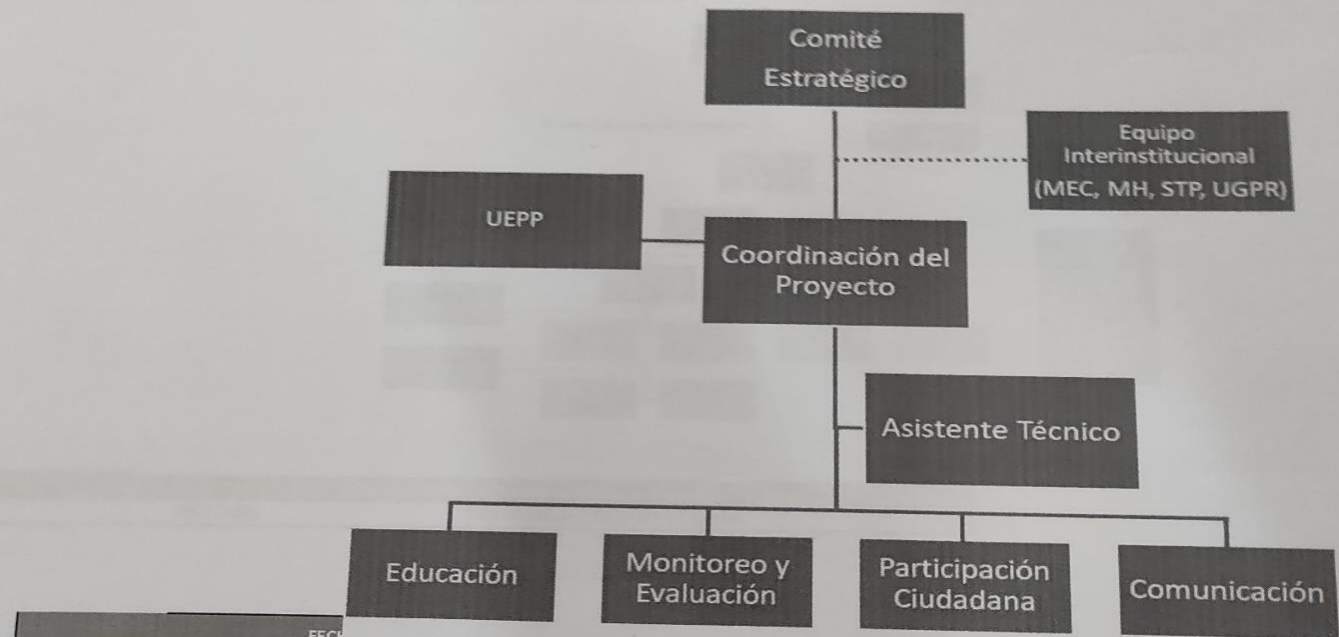 Comité
Estratégico
Equipo
Interinstitucional
(MEC, MH, STP, UGPR)
UEPP
Coordinación del
Proyecto
Asistente Técnico
Educación
Monitoreo y
Evaluación
Participación
Ciudadana
Comunicación